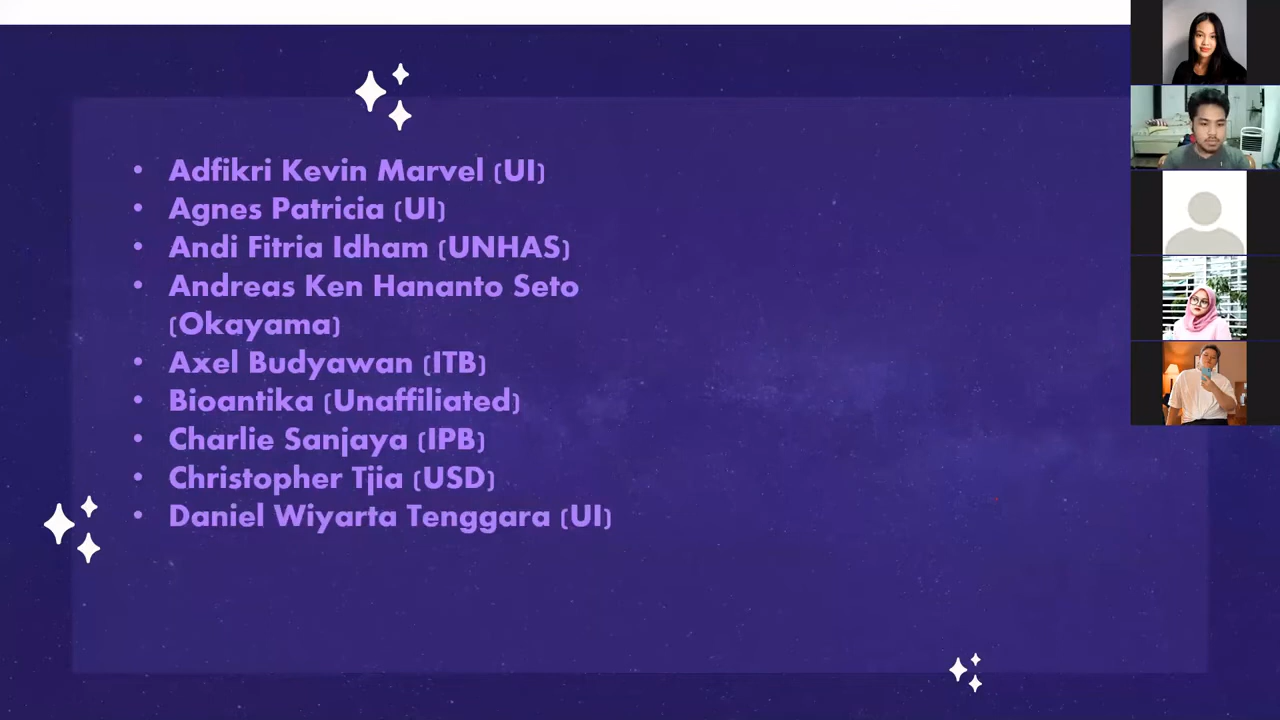 • Adfikri Kevin Marvel (UI)
• Agnes Patricia (UI)
• Andi Fitria Idham (UNHAS)
• Andreas Ken Hananto Seto
(Okayama)
• Axel Budyawan (ITB)
• Bioantika (Unaffiliated)
• Charlie Sanjaya (IPB)
• Christopher Tjia (USD)
• Daniel Wiyarta Tenggara (UI)